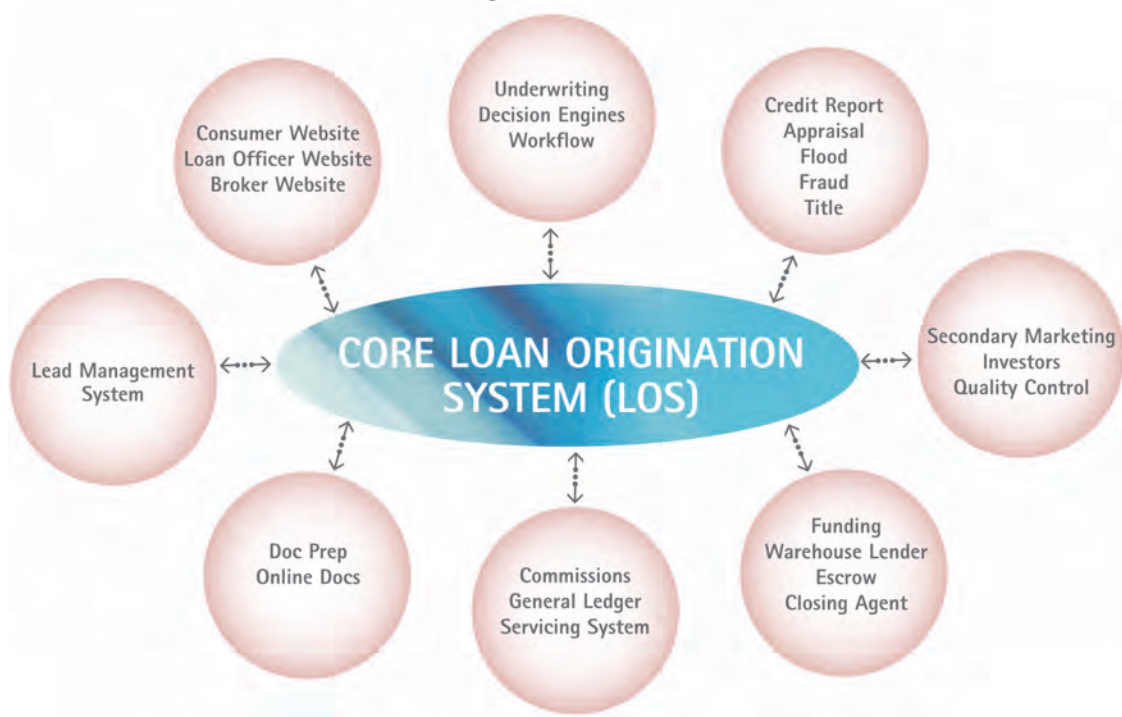 Underwriting
Decision Engines
Workflow
Credit Report
Appraisal
Flood
Fraud
Title
Consumer Website
Loan Officer Website
Broker Website
CORE LOAN ORIGINATION
SYSTEM (LOS)
Secondary Marketing
Investors
Quality Control
Lead Management
System
Doc Prep
Online Docs
Commissions
General Ledger
Servicing System
Funding
Warehouse Lender
Escrow
Closing Agent